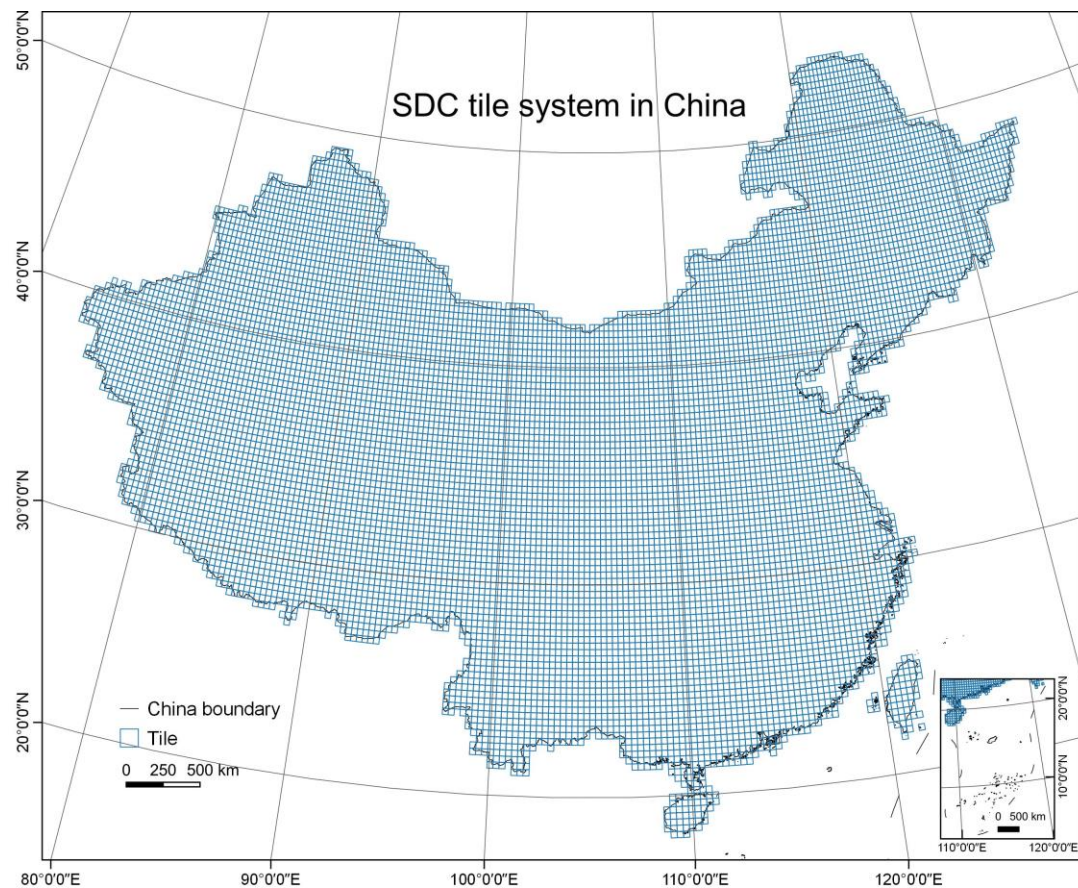 SDC tile system in China
50°0'0"N
40°0'0"N
30°0'0"N
20°0'0"N
China boundary
Tile
0 250 500 km
80°0'0"E
90°0'0"E
100°0'0"E
110°0'0"E
120°0'0"E
20°0'0"N
10°0'0"N
0 500 km
110°0'0"E
120°0'0"E